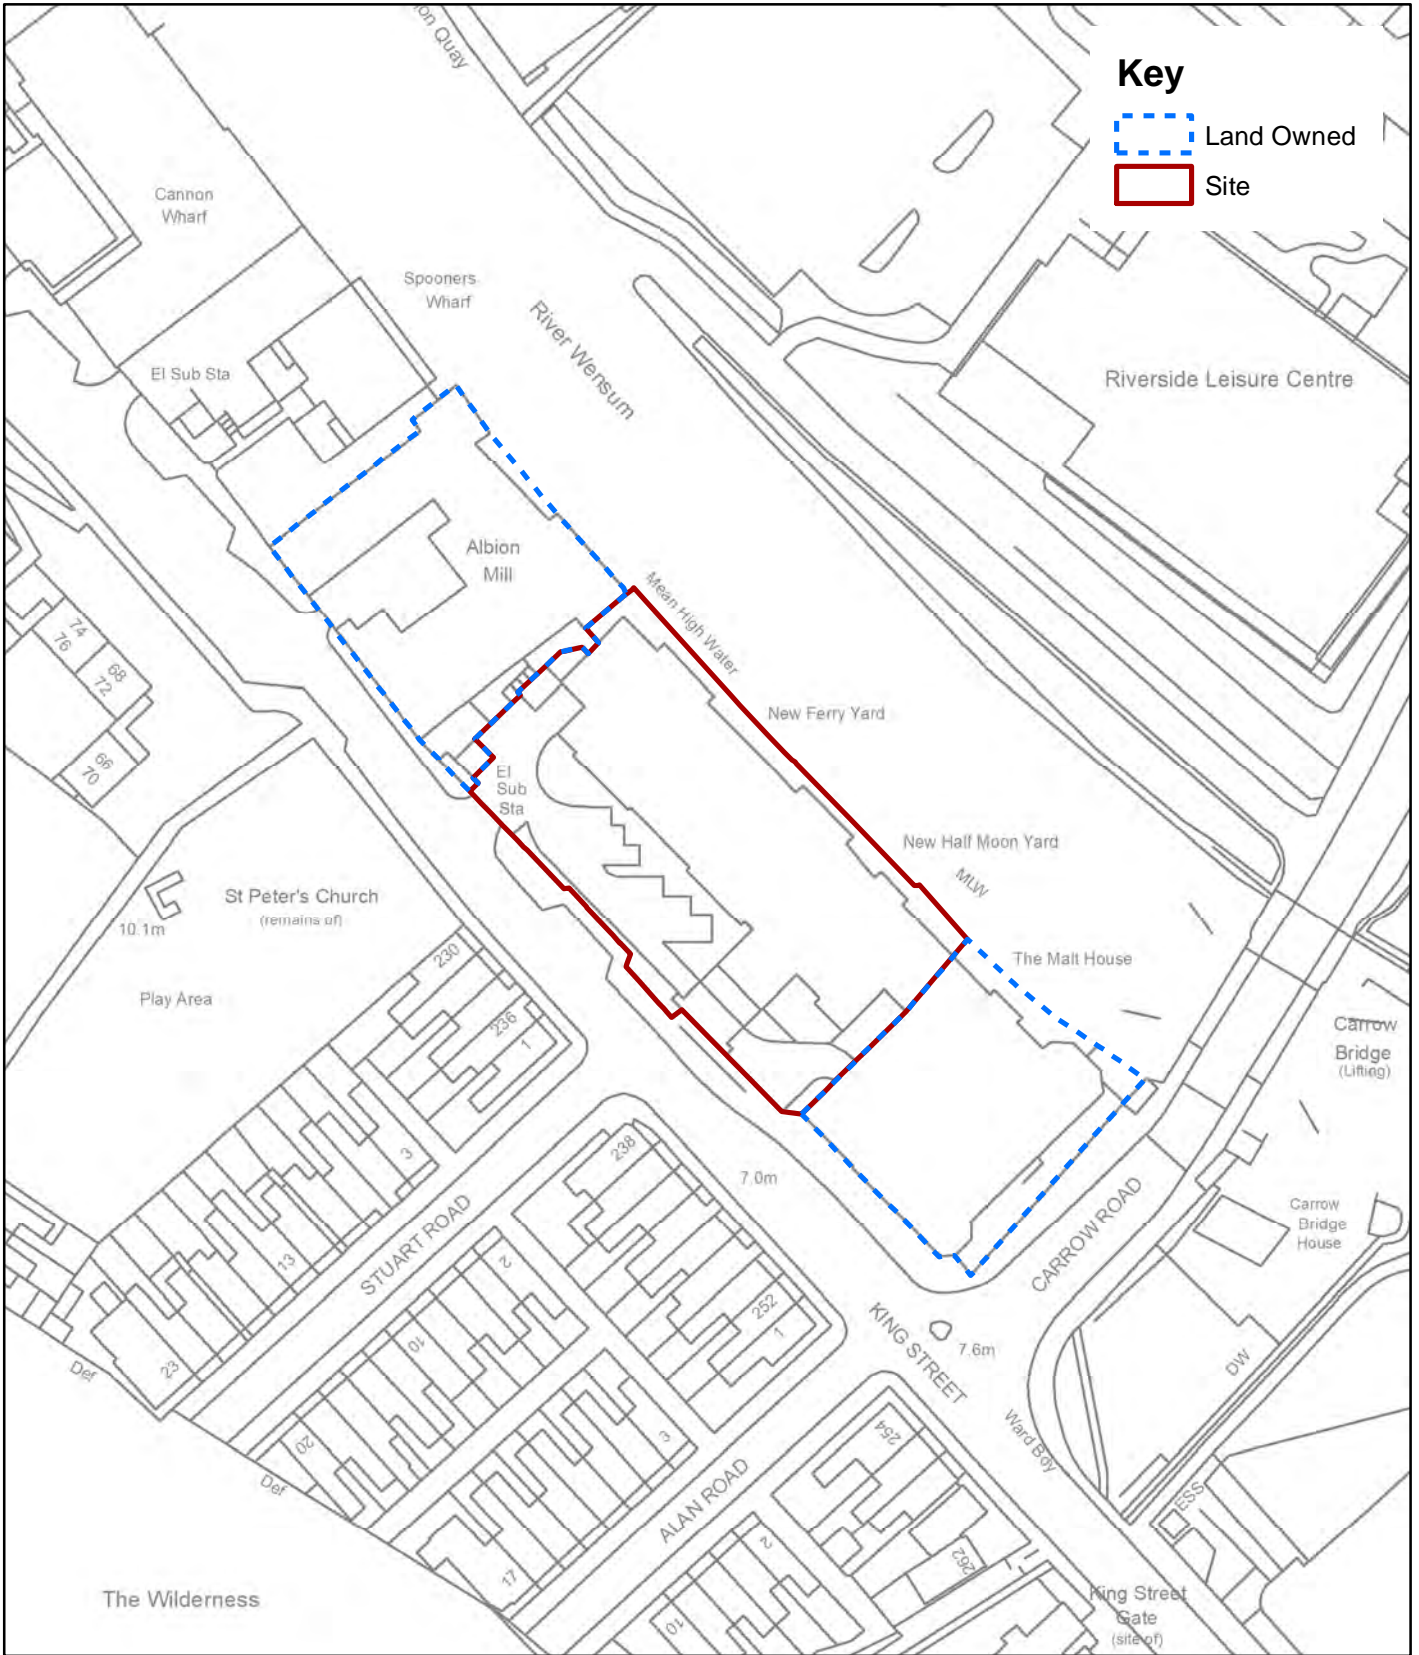 Key
Land Owned
Site
on Quay
Cannon
Wharf
Spooners
Wharf
River Wensum
El Sub Sta
Riverside Leisure Centre
Albion
Mill
Mean High Water
74
76
68
72
66
70
New Ferry Yard
El
Sub
Sta
New Half Moon Yard
MLW
St Peter's Church
(remains of)
10.1m
Play Area
The Malt House
Carrow
Bridge
(Lifting)
230
236
1
3
13
23
STUART ROAD
238
7.0m
252
1
2
10
20
3
17
Def
Def
CARROW ROAD
Carrow
Bridge
House
KING STREET
7.6m
DW
Ward Bdy
ESS
254
262
ALAN ROAD
2
10
The Wilderness
King Street
Gate
(site of)